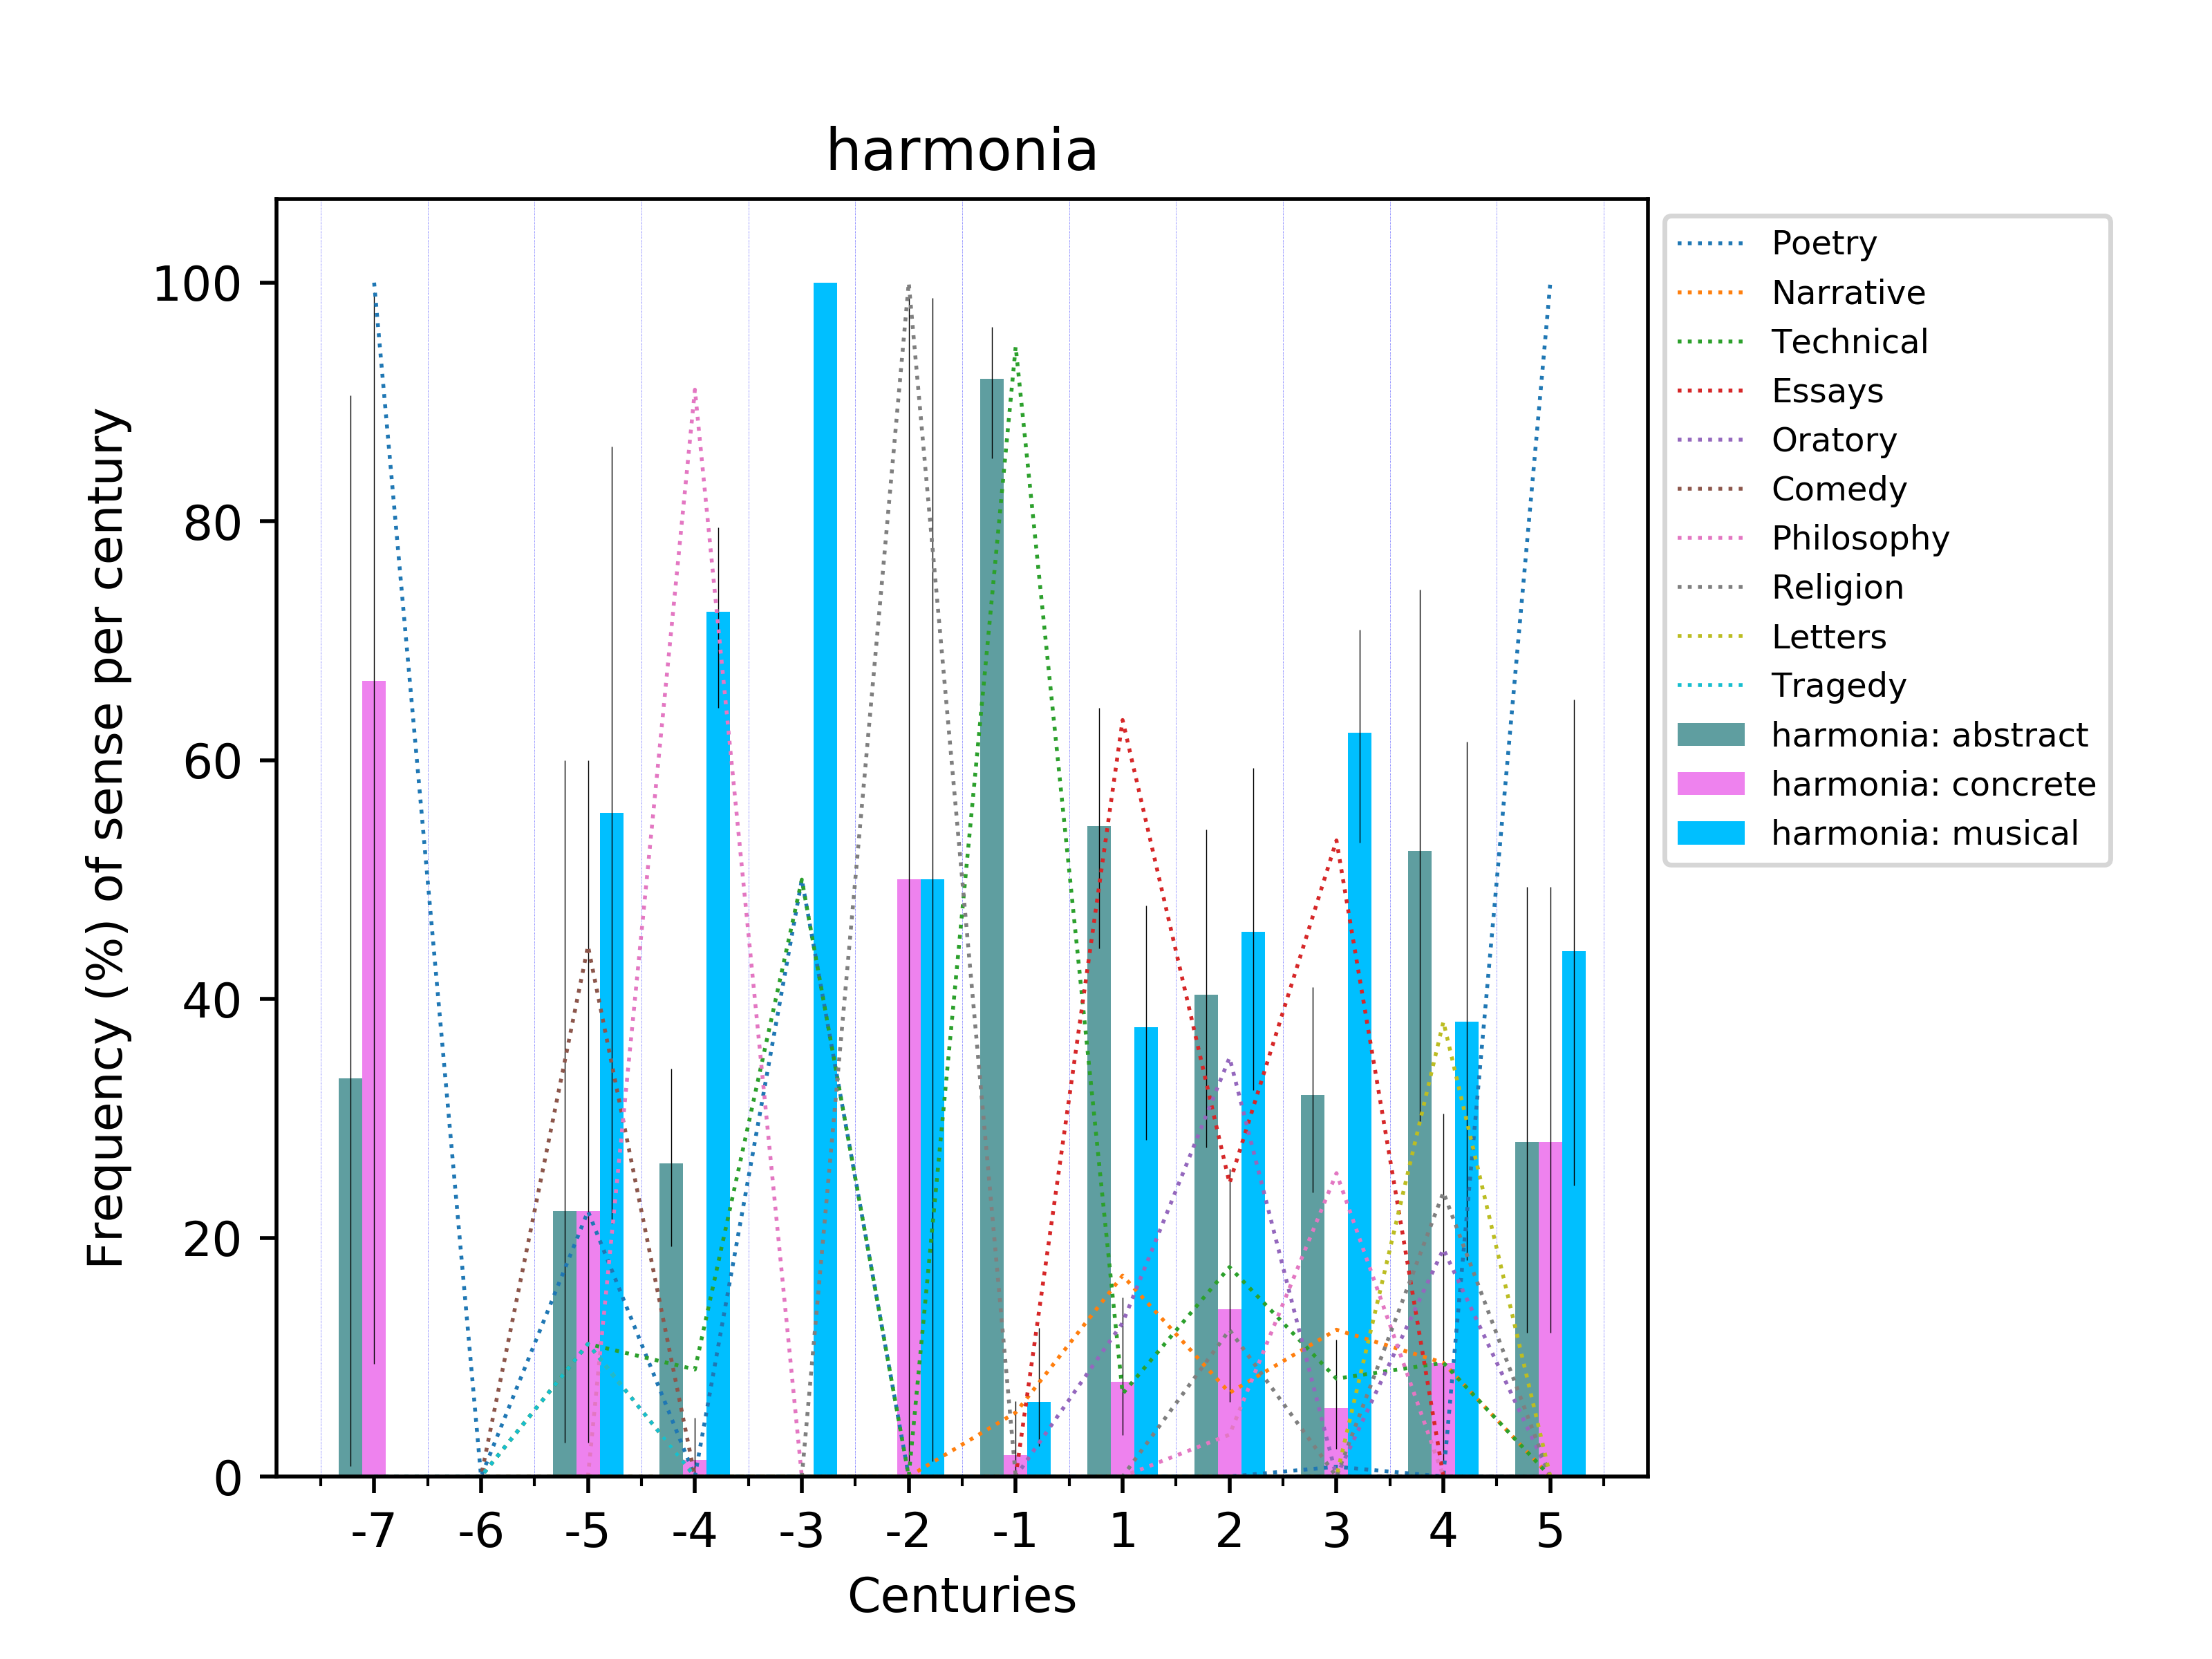 harmonia
Frequency (%) of sense per century
100
80
60
40
20
0
-7 -6 -5 -4 -3 -2 -1 1 2 3 4 5
Centuries
Poetry
Narrative
Technical
Essays
Oratory
Comedy
Philosophy
Religion
Letters
Tragedy
harmonia: abstract
harmonia: concrete
harmonia: musical